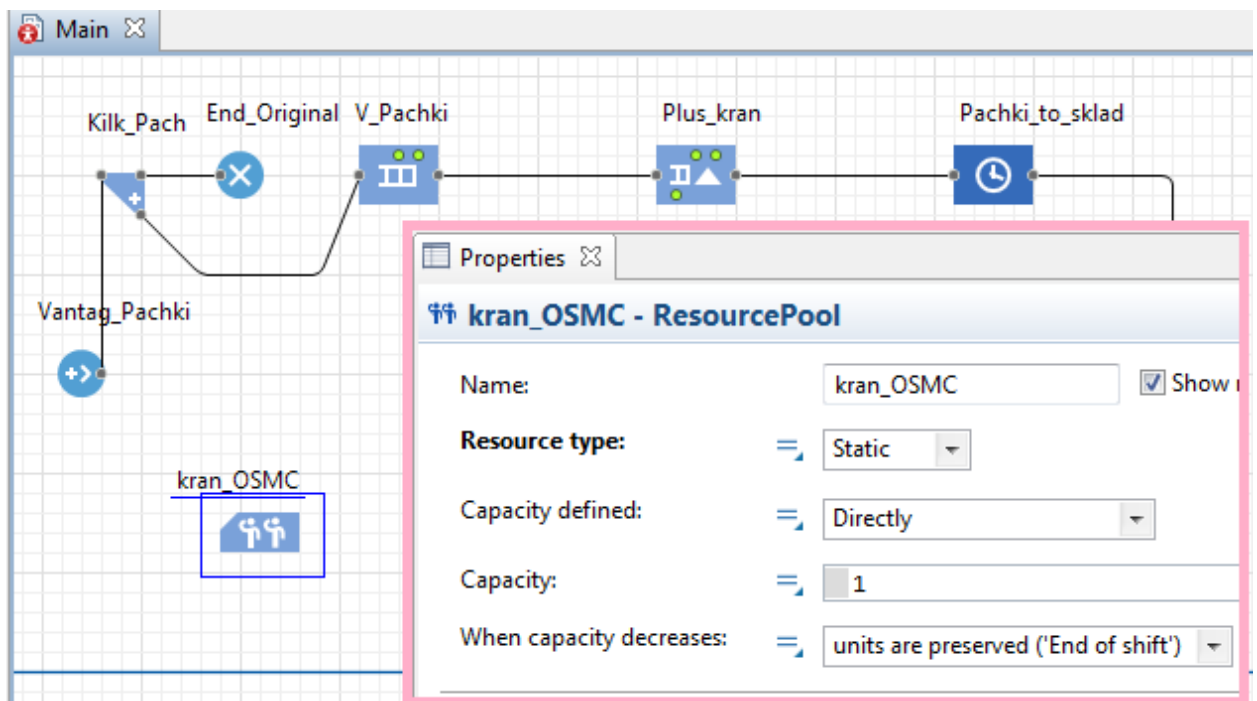 Main
Kilk_Pach
End_Original
V_Pachki
Plus_kran
Pachki_to_sklad
Vantag_Pachki
kran_OSMC
Properties
kran_OSMC - ResourcePool
Name: kran_OSMC Show
Resource type: Static
Capacity defined: Directly
Capacity: 1
When capacity decreases: units are preserved ('End of shift')